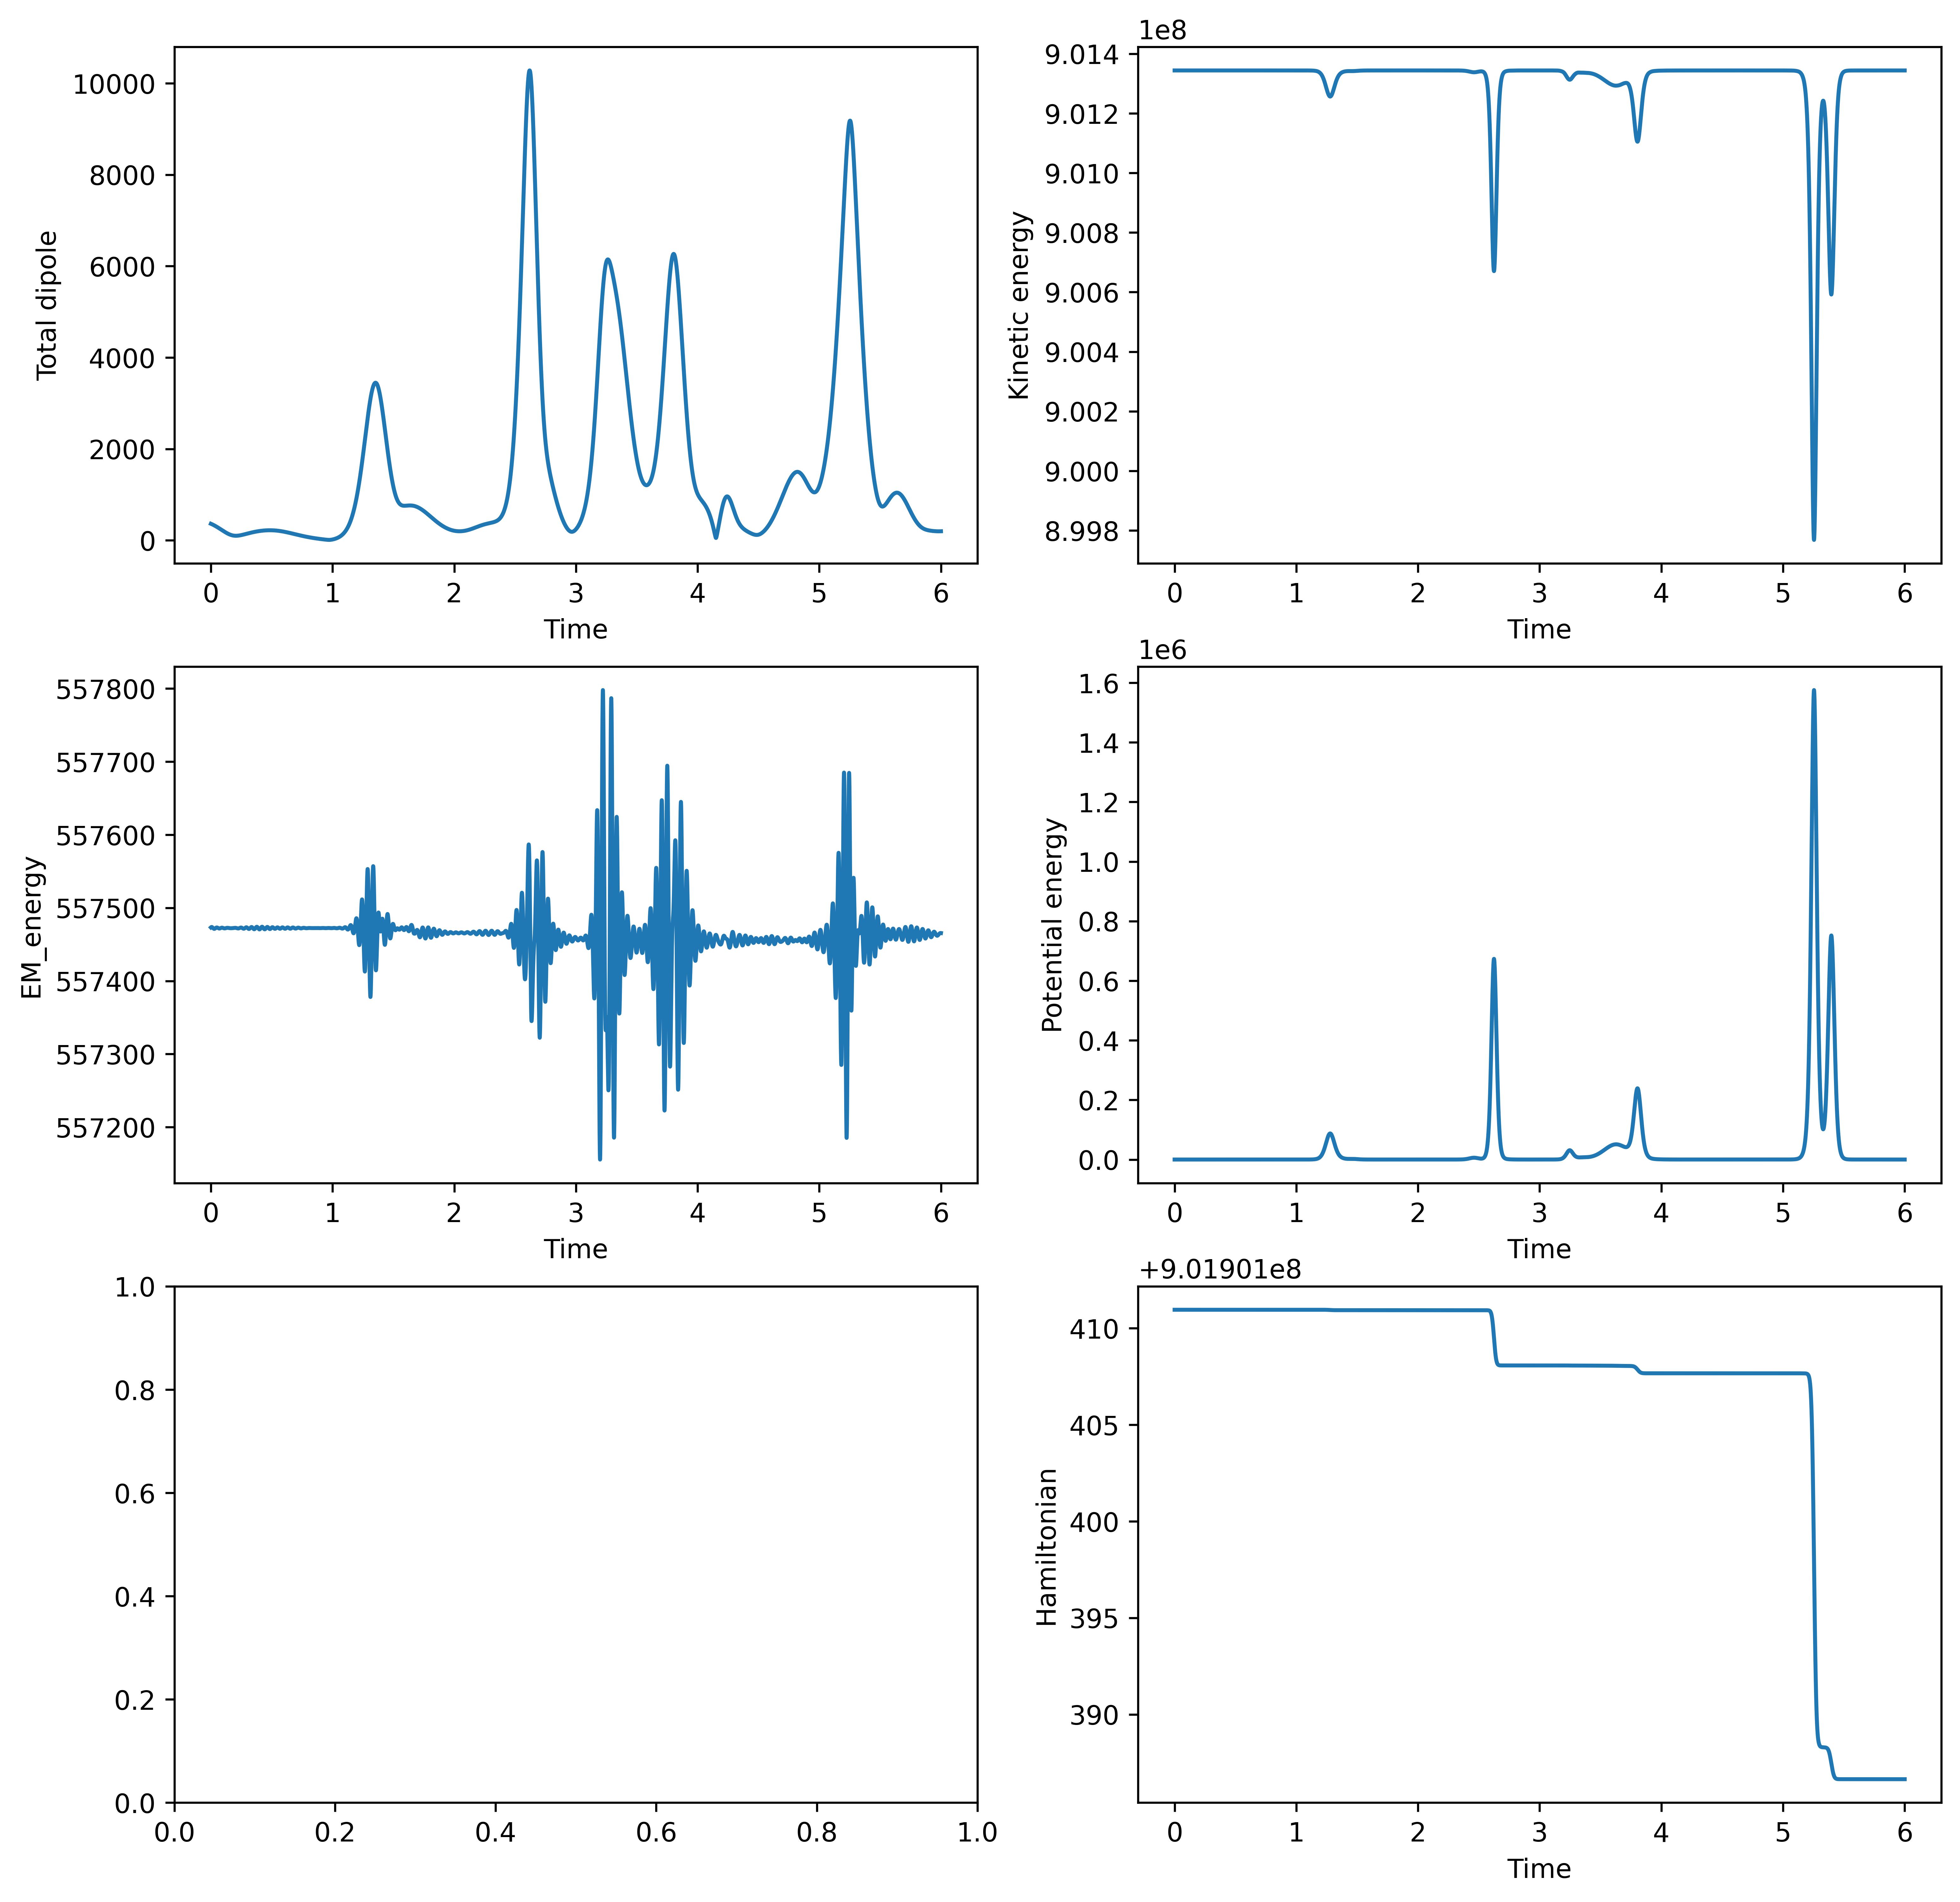 10000
8000
6000
4000
2000
0
Total dipole
0 1 2 3 4 5 6
Time
1e8
9.014
9.012
9.010
9.008
9.006
9.004
9.002
9.000
8.998
Kinetic energy
0 1 2 3 4 5 6
Time
557800
557700
557600
557500
557400
557300
557200
EM_energy
0 1 2 3 4 5 6
Time
1e6
1.6
1.4
1.2
1.0
0.8
0.6
0.4
0.2
0.0
Potential energy
0 1 2 3 4 5 6
Time
1.0
0.8
0.6
0.4
0.2
0.0
0.0 0.2 0.4 0.6 0.8 1.0
+9.01901e8
410
405
400
395
390
Hamiltonian
0 1 2 3 4 5 6
Time